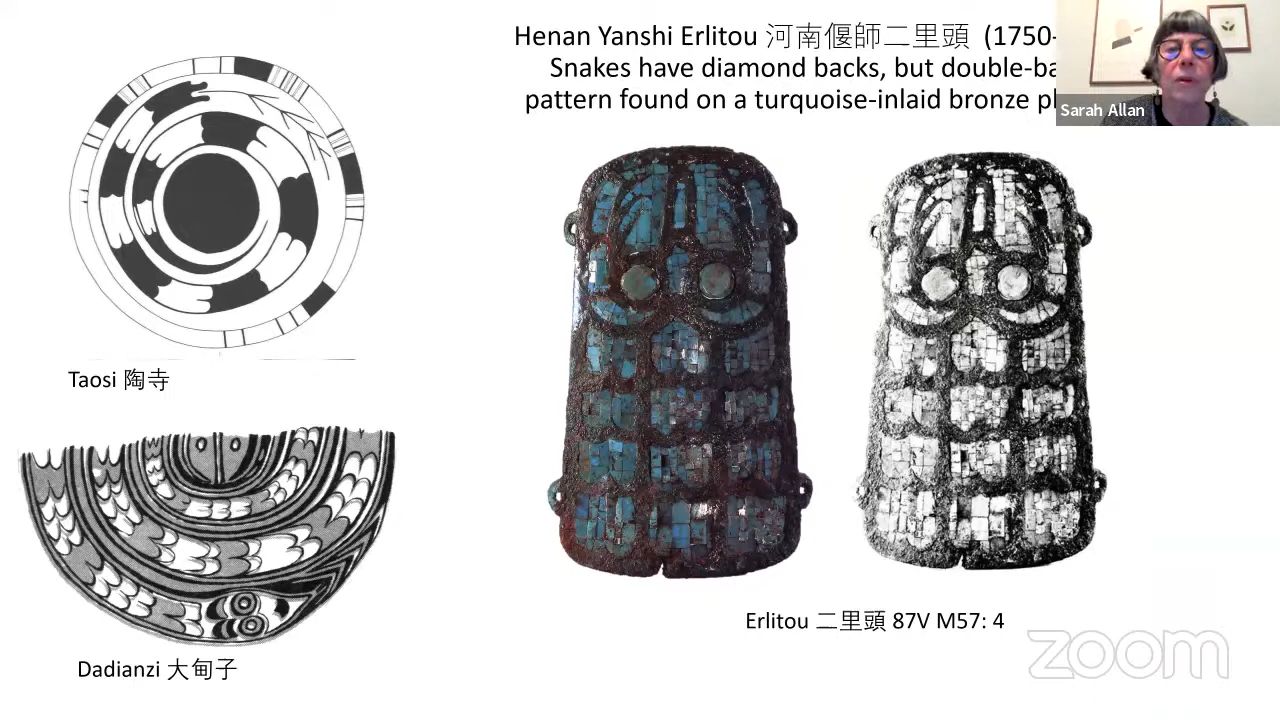 Henan Yanshi Erlitou 河南偃師二里頭 (1750-
Snakes have diamond backs, but double-ba
pattern found on a turquoise-inlaid bronze pl
Sarah Allan
Taosi 陶寺
Dadianzi 大甸子
Erlitou 二里頭 87V M57: 4
zoom